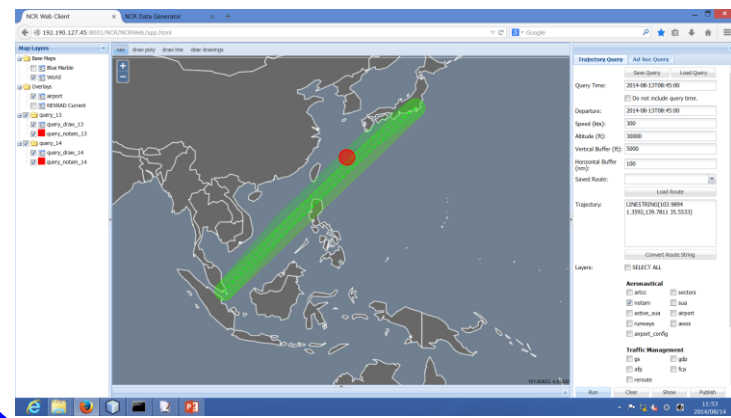 NCR Web Client
NCR Data Generator
192.190.127.45:8001/NCR/NCRWeb/app.html
Google
Map Layers
nav draw poly draw line clear drawings
Base Maps
Blue Marble
World
Overlays
airport
NEXRAD Current
query_13
query_draw_13
query_notam_13
query_14
query_draw_14
query_notam_14
Trajectory Query Ad-hoc Query
Save Query Load Query
Query Time: 2014-08-13T08:45:00
Do not include query time.
Departure: 2014-08-13T08:45:00
Speed (kts): 300
Altitude (ft): 30000
Vertical Buffer (ft): 5000
Horizontal Buffer (nm): 100
Saved Route:
Load Route
Trajectory: LINESTRING(103.9894
1.3592,139.7811 35.5533)
Convert Route String
Layers: SELECT ALL
Aeronautical
artcc sectors
notam sua
active_sua airport
runways awos
airport_config
Traffic Management
gs gdp
afp fca
reroute
Run Clear Show Publish
11:53
2014/08/14